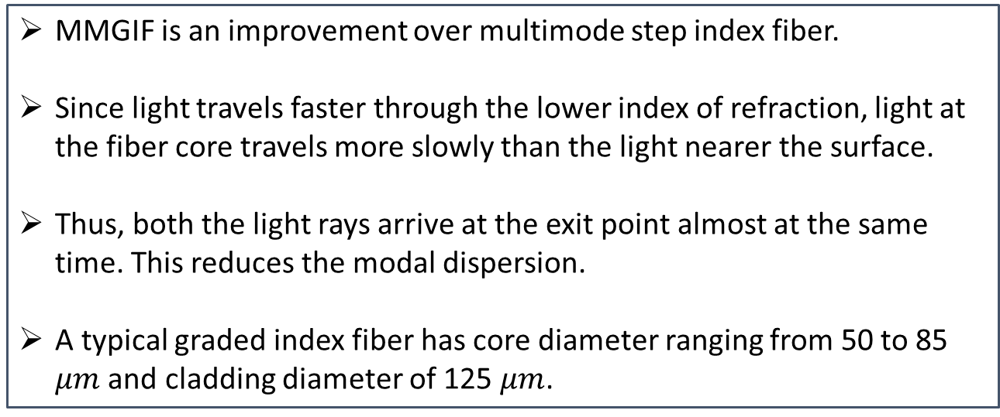 ➢ MMGIF is an improvement over multimode step index fiber.
➢ Since light travels faster through the lower index of refraction, light at
the fiber core travels more slowly than the light nearer the surface.
➢ Thus, both the light rays arrive at the exit point almost at the same
time. This reduces the modal dispersion.
➢ A typical graded index fiber has core diameter ranging from 50 to 85
𝜇𝑚 and cladding diameter of 125 𝜇𝑚.